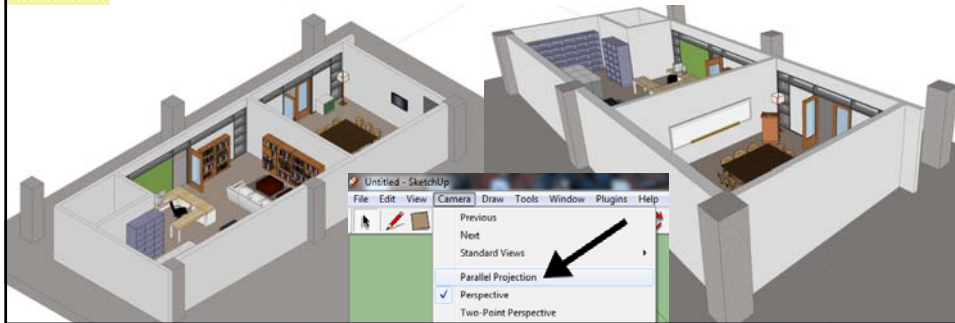 Untitled - SketchUp
File Edit View Camera Draw Tools Window Plugins Help
Previous
Next
Standard Views
Parallel Projection
Perspective
Two-Point Perspective